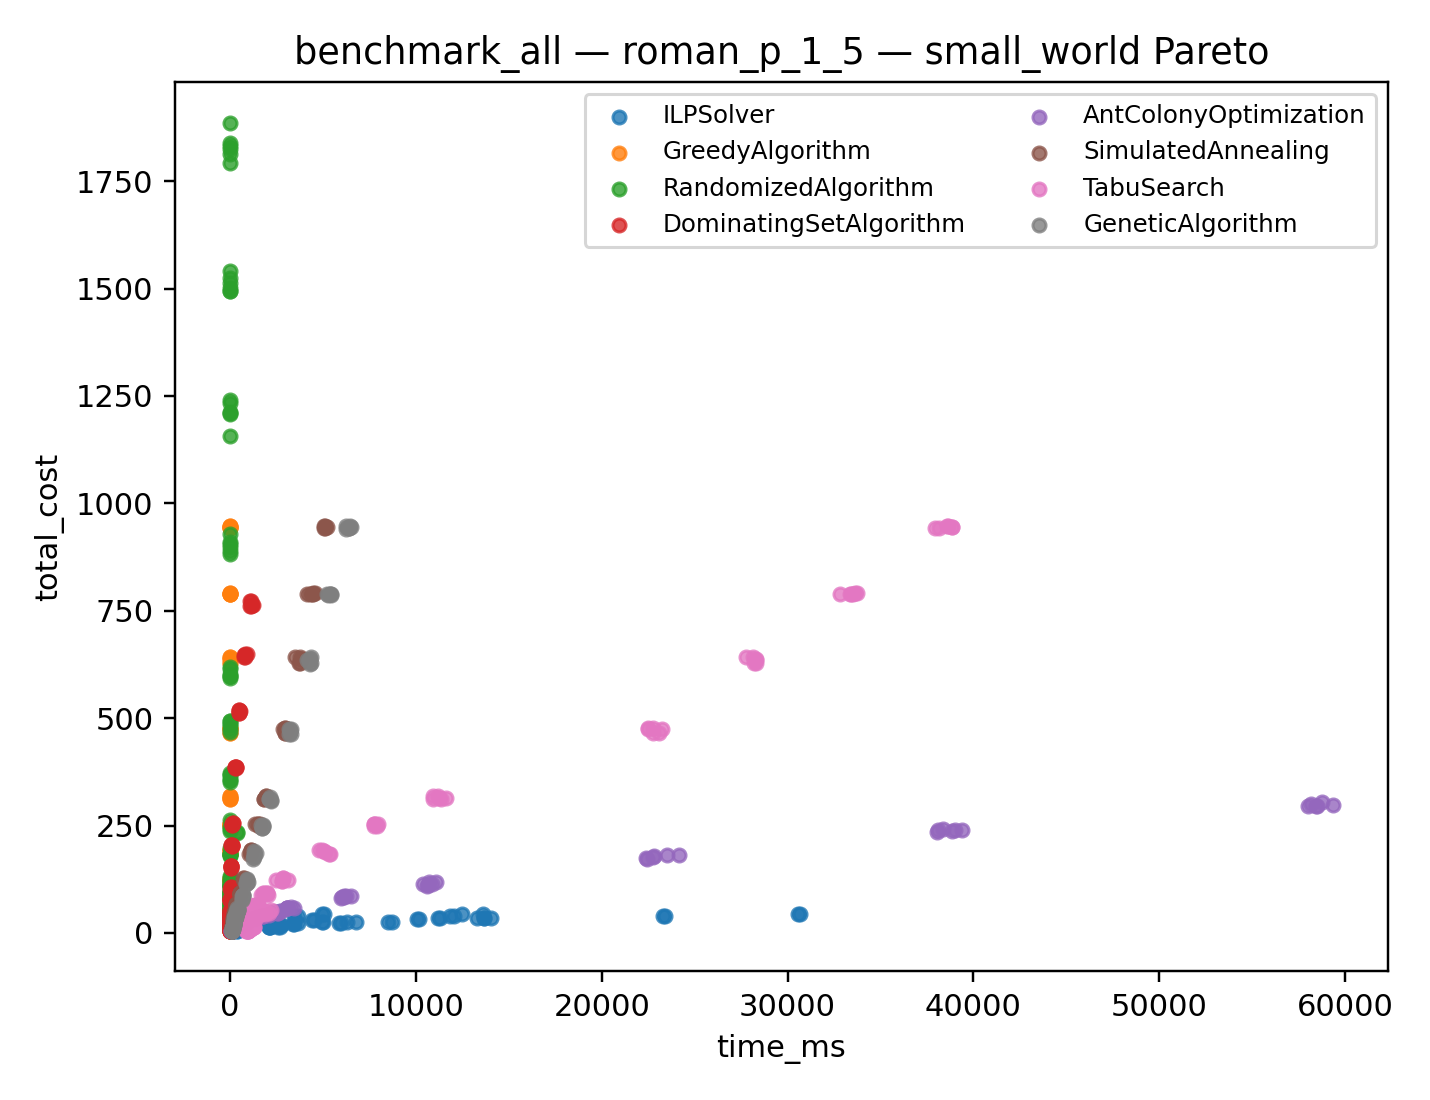 benchmark_all — roman_p_1_5 — small_world Pareto
ILPSolver
GreedyAlgorithm
RandomizedAlgorithm
DominatingSetAlgorithm
AntColonyOptimization
SimulatedAnnealing
TabuSearch
GeneticAlgorithm
total_cost
1750
1500
1250
1000
750
500
250
0
0
10000
20000
30000
40000
50000
60000
time_ms